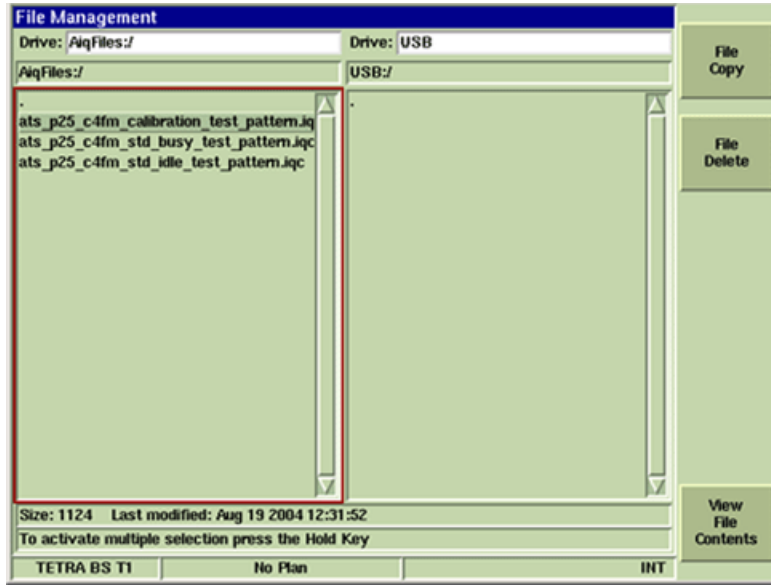 File Management
Drive: AiqFiles:/
Drive: USB
AiqFiles:/
USB:/
.
ats_p25_c4fm_calibration_test_pattern.iq
ats_p25_c4fm_std_busy_test_pattern.iqc
ats_p25_c4fm_std_idle_test_pattern.iqc
.
Size: 1124 Last modified: Aug 19 2004 12:31:52
To activate multiple selection press the Hold Key
TETRA BS T1 No Plan INT
File
Copy
File
Delete
View
File
Contents